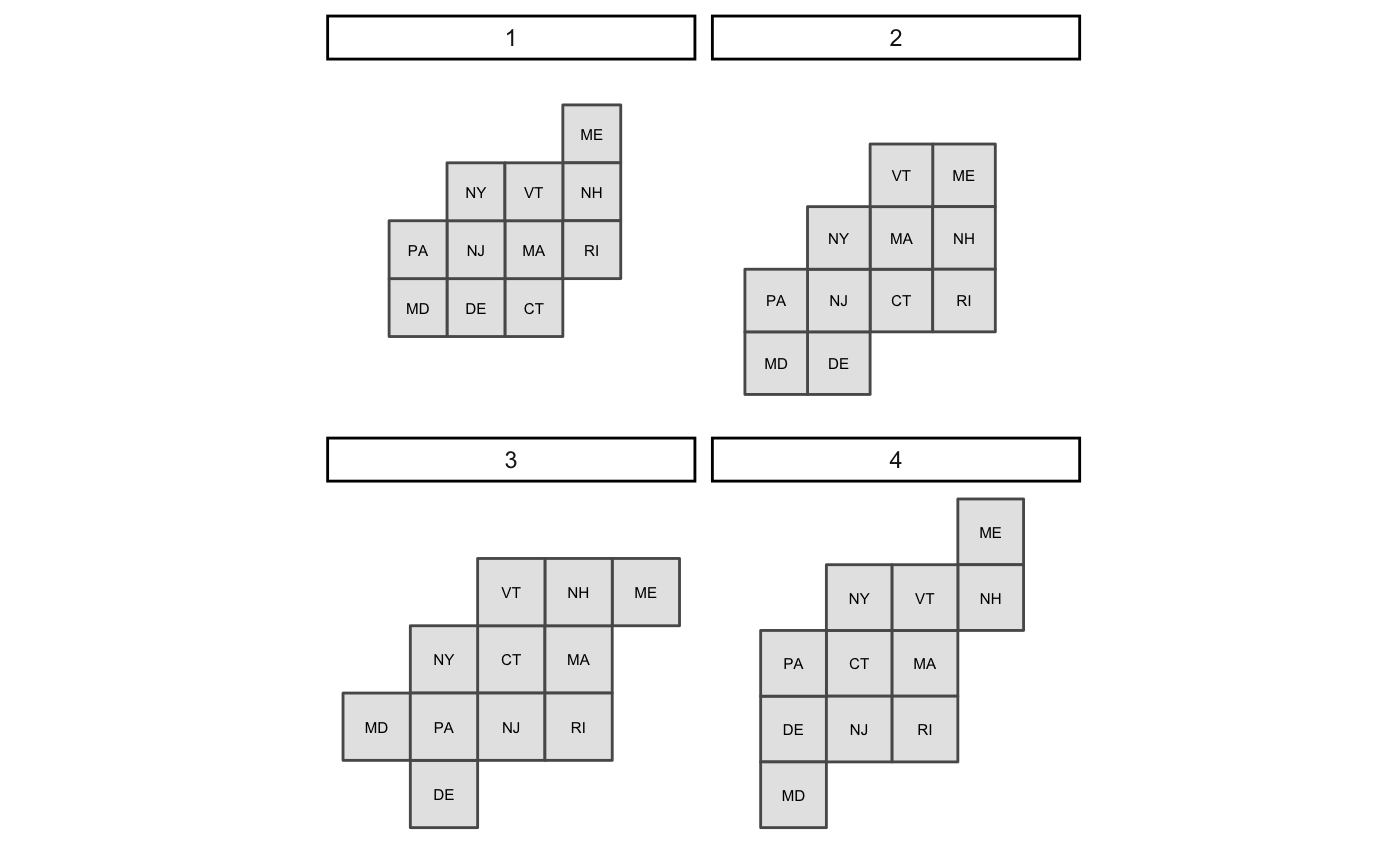 1
2
ME
NY VT NH
PA NJ MA RI
MD DE CT
VT ME
NY MA NH
PA NJ CT RI
MD DE
3
4
VT NH ME
NY CT MA
MD PA NJ RI
DE
ME
NY VT NH
PA CT MA
DE NJ RI
MD